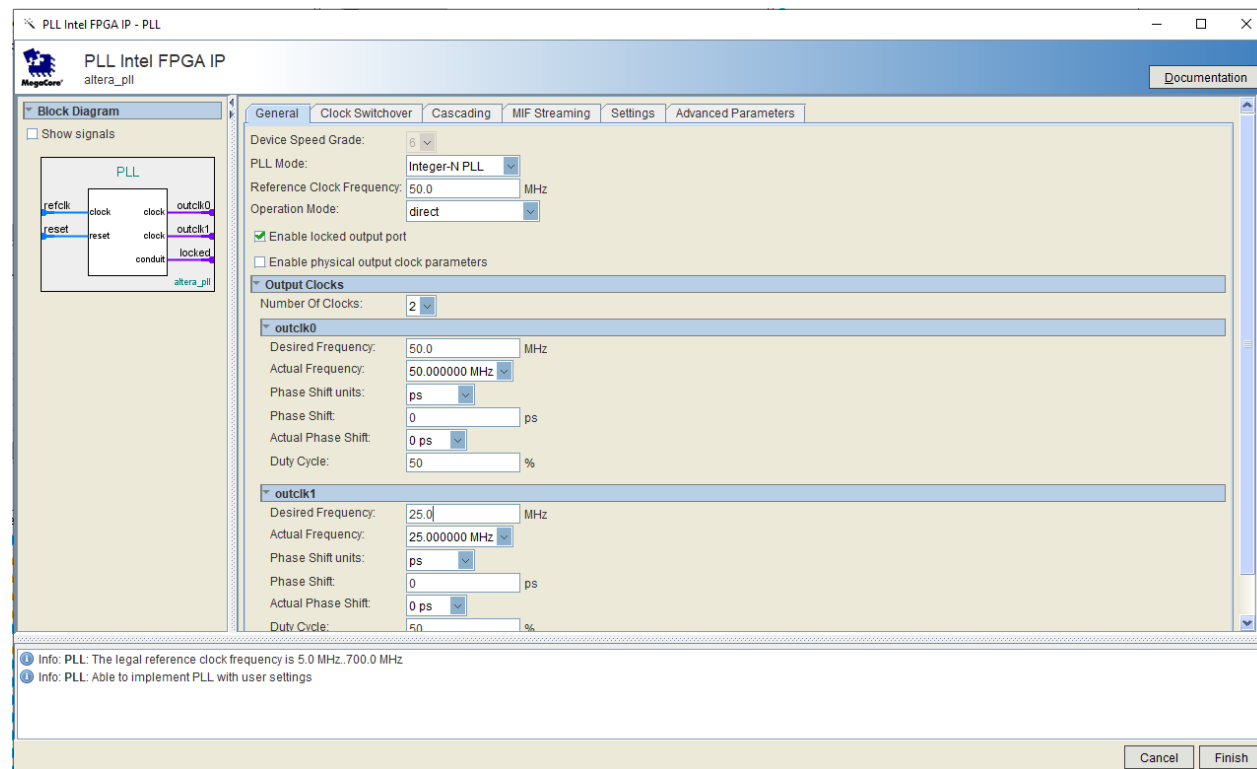 PLL Intel FPGA IP - PLL
PLL Intel FPGA IP
altera_pll
MegaCore'
Documentation
Block Diagram
Show signals
PLL
refclk
clock
clock
outclk0
reset
reset
clock
outclk1
conduit
locked
altera_pll
General
Clock Switchover
Cascading
MIF Streaming
Settings
Advanced Parameters
Device Speed Grade: 6
PLL Mode: Integer-N PLL
Reference Clock Frequency: 50.0 MHz
Operation Mode: direct
Enable locked output port
Enable physical output clock parameters
Output Clocks
Number Of Clocks: 2
outclk0
Desired Frequency: 50.0 MHz
Actual Frequency: 50.000000 MHz
Phase Shift units: ps
Phase Shift: 0 ps
Actual Phase Shift: 0 ps
Duty Cycle: 50 %
outclk1
Desired Frequency: 25.0 MHz
Actual Frequency: 25.000000 MHz
Phase Shift units: ps
Phase Shift: 0 ps
Actual Phase Shift: 0 ps
Duty Cycle: 50 %
Info: PLL: The legal reference clock frequency is 5.0 MHz..700.0 MHz
Info: PLL: Able to implement PLL with user settings
Cancel
Finish